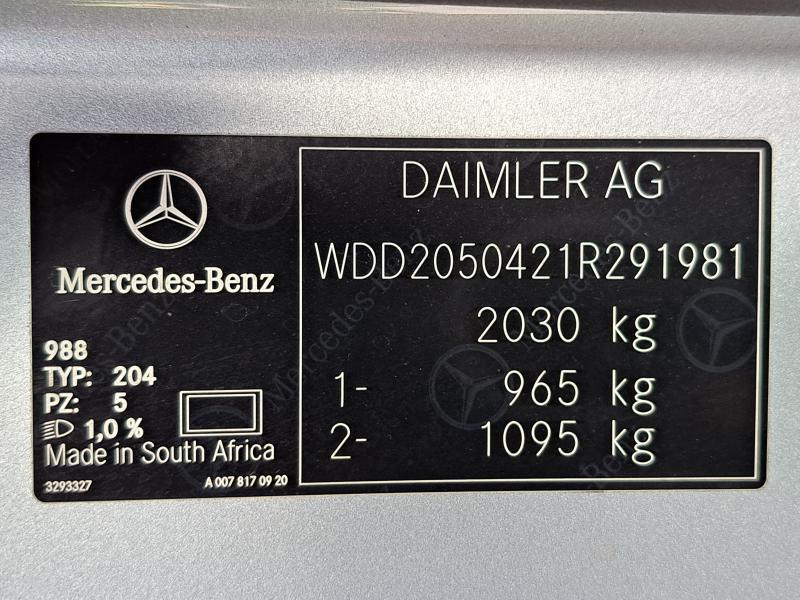 Mercedes-Benz
988
TYP: 204
PZ: 5
1,0 %
Made in South Africa
3293327
A 007 817 09 20
DAIMLER AG
WDD2050421R291981
2030 kg
1- 965 kg
2- 1095 kg